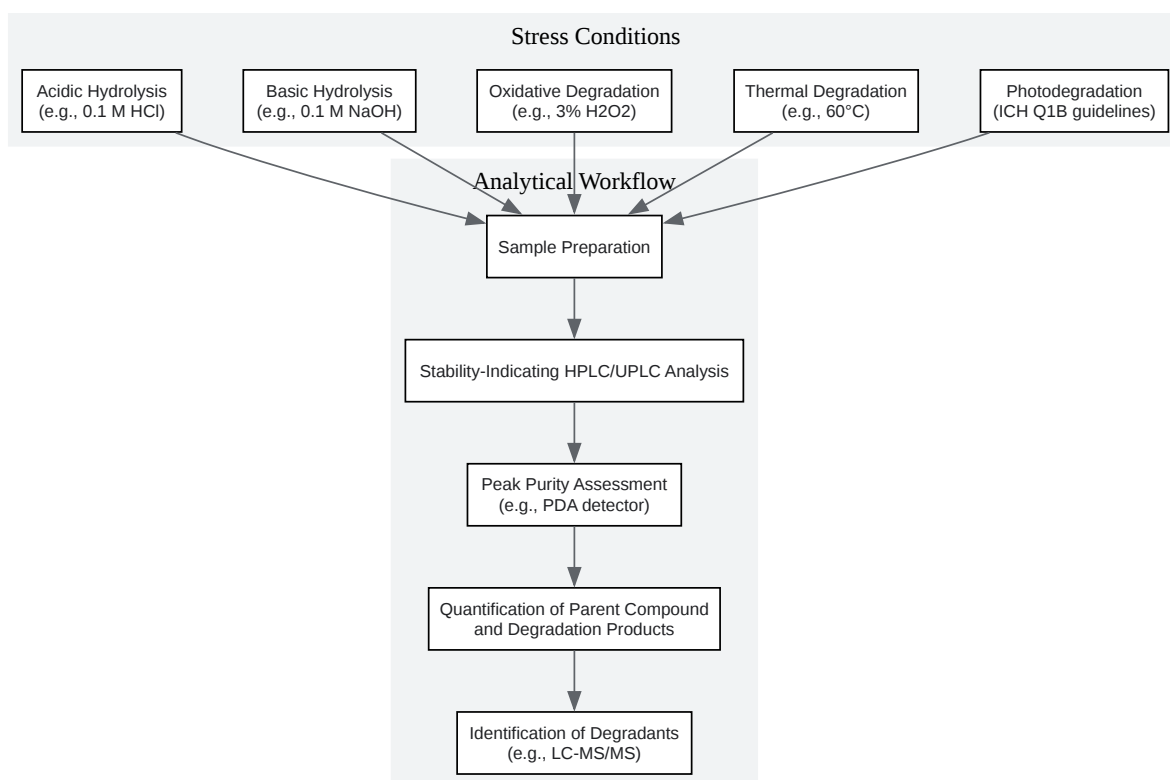 Stress Conditions
Acidic Hydrolysis
(e.g., 0.1 M HCl)
Basic Hydrolysis
(e.g., 0.1 M NaOH)
Oxidative Degradation
(e.g., 3% H2O2)
Thermal Degradation
(e.g., 60°C)
Photodegradation
(ICH Q1B guidelines)
Analytical Workflow
Sample Preparation
Stability-Indicating HPLC/UPLC Analysis
Peak Purity Assessment
(e.g., PDA detector)
Quantification of Parent Compound
and Degradation Products
Identification of Degradants
(e.g., LC-MS/MS)